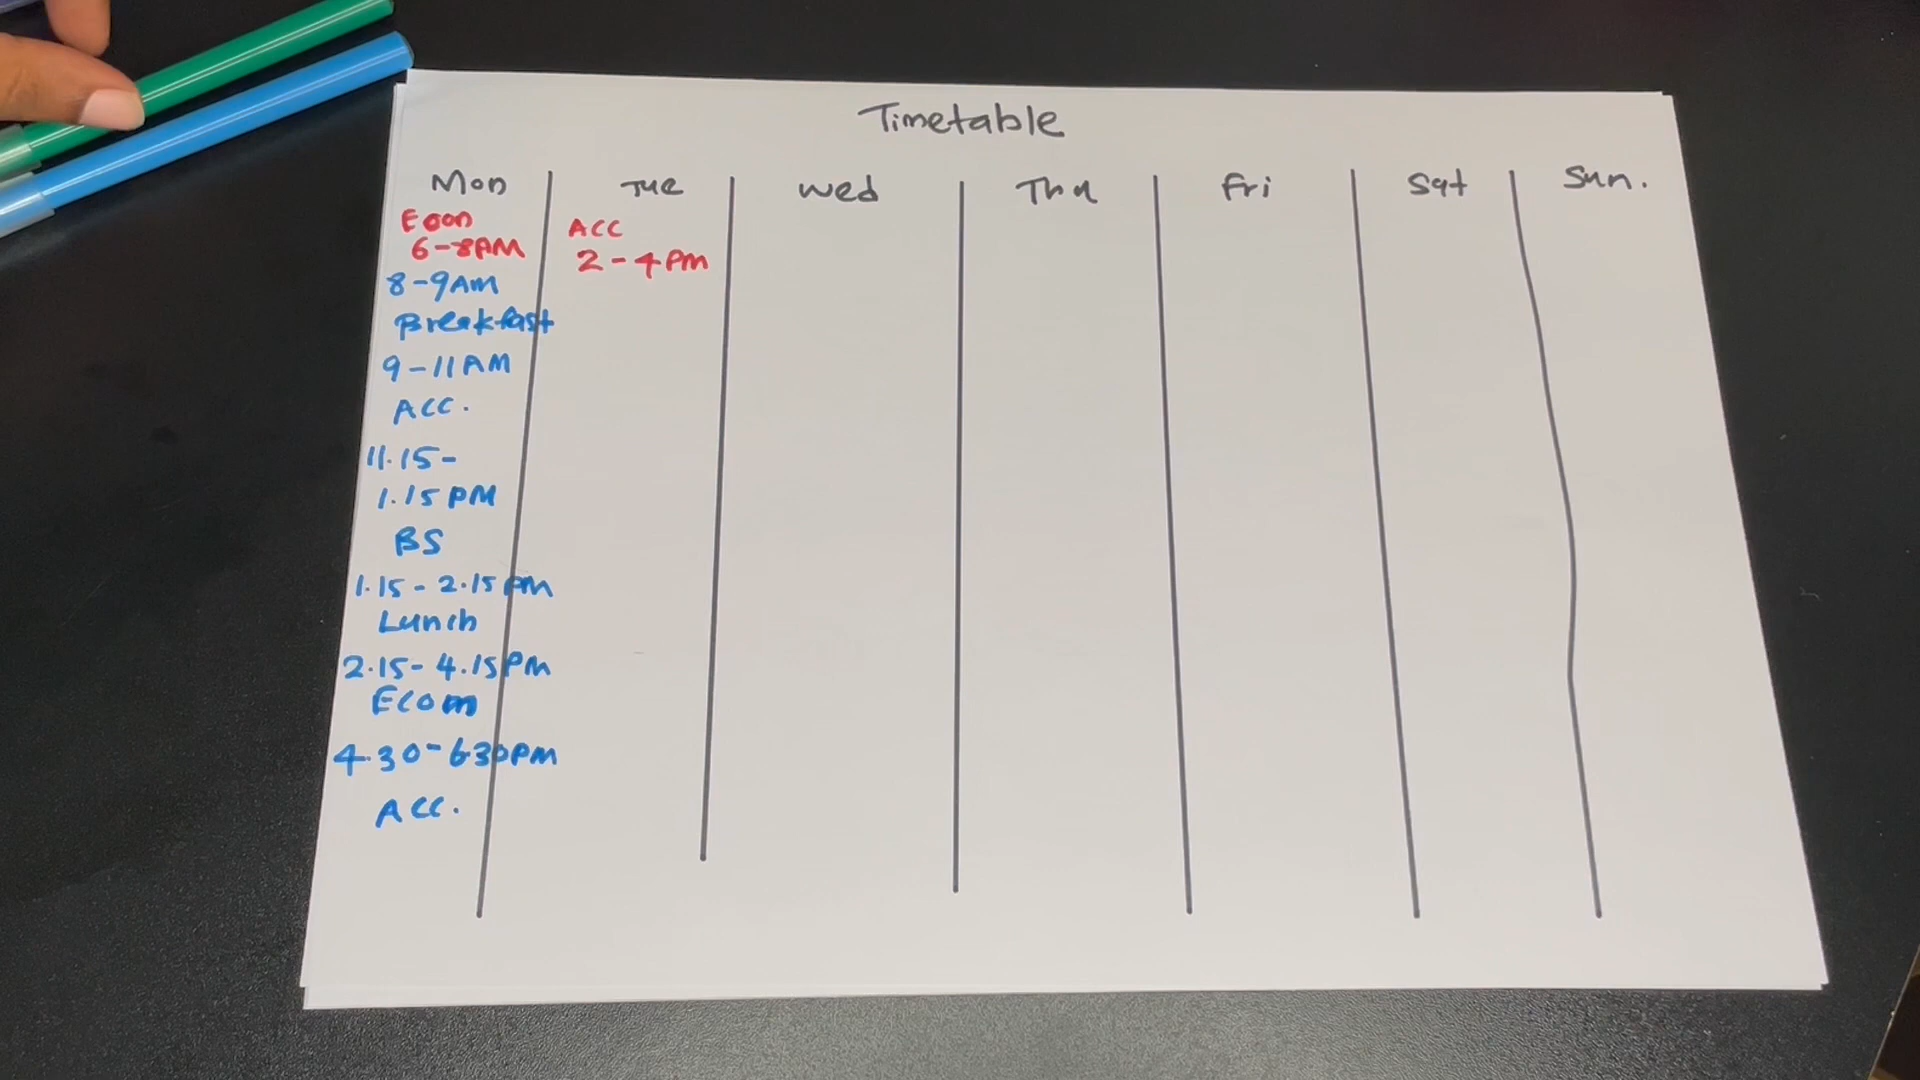 Timetable
Mon
Tue
Wed
Thu
Fri
Sat
Sun.
Econ
6-8AM
8-9AM
Breakfast
9-11AM
ACC.
11.15-
1.15PM
BS
1.15-2.15PM
Lunch
2.15-4.15PM
Econ
4.30-6.30PM
ACC.
ACC
2-4PM